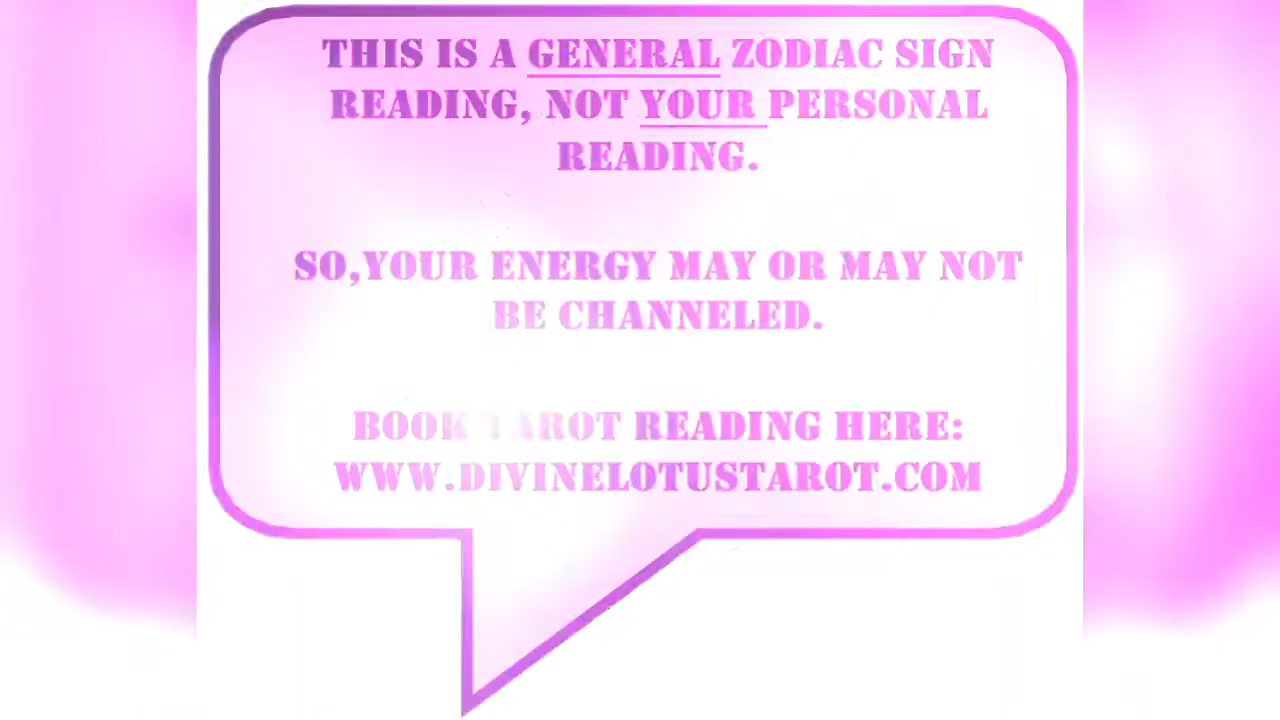 THIS IS A GENERAL ZODIAC SIGN
READING, NOT YOUR PERSONAL
READING.
SO,YOUR ENERGY MAY OR MAY NOT
BE CHANNELED.
BOOK TAROT READING HERE:
WWW.DIVINELOTUSTAROT.COM